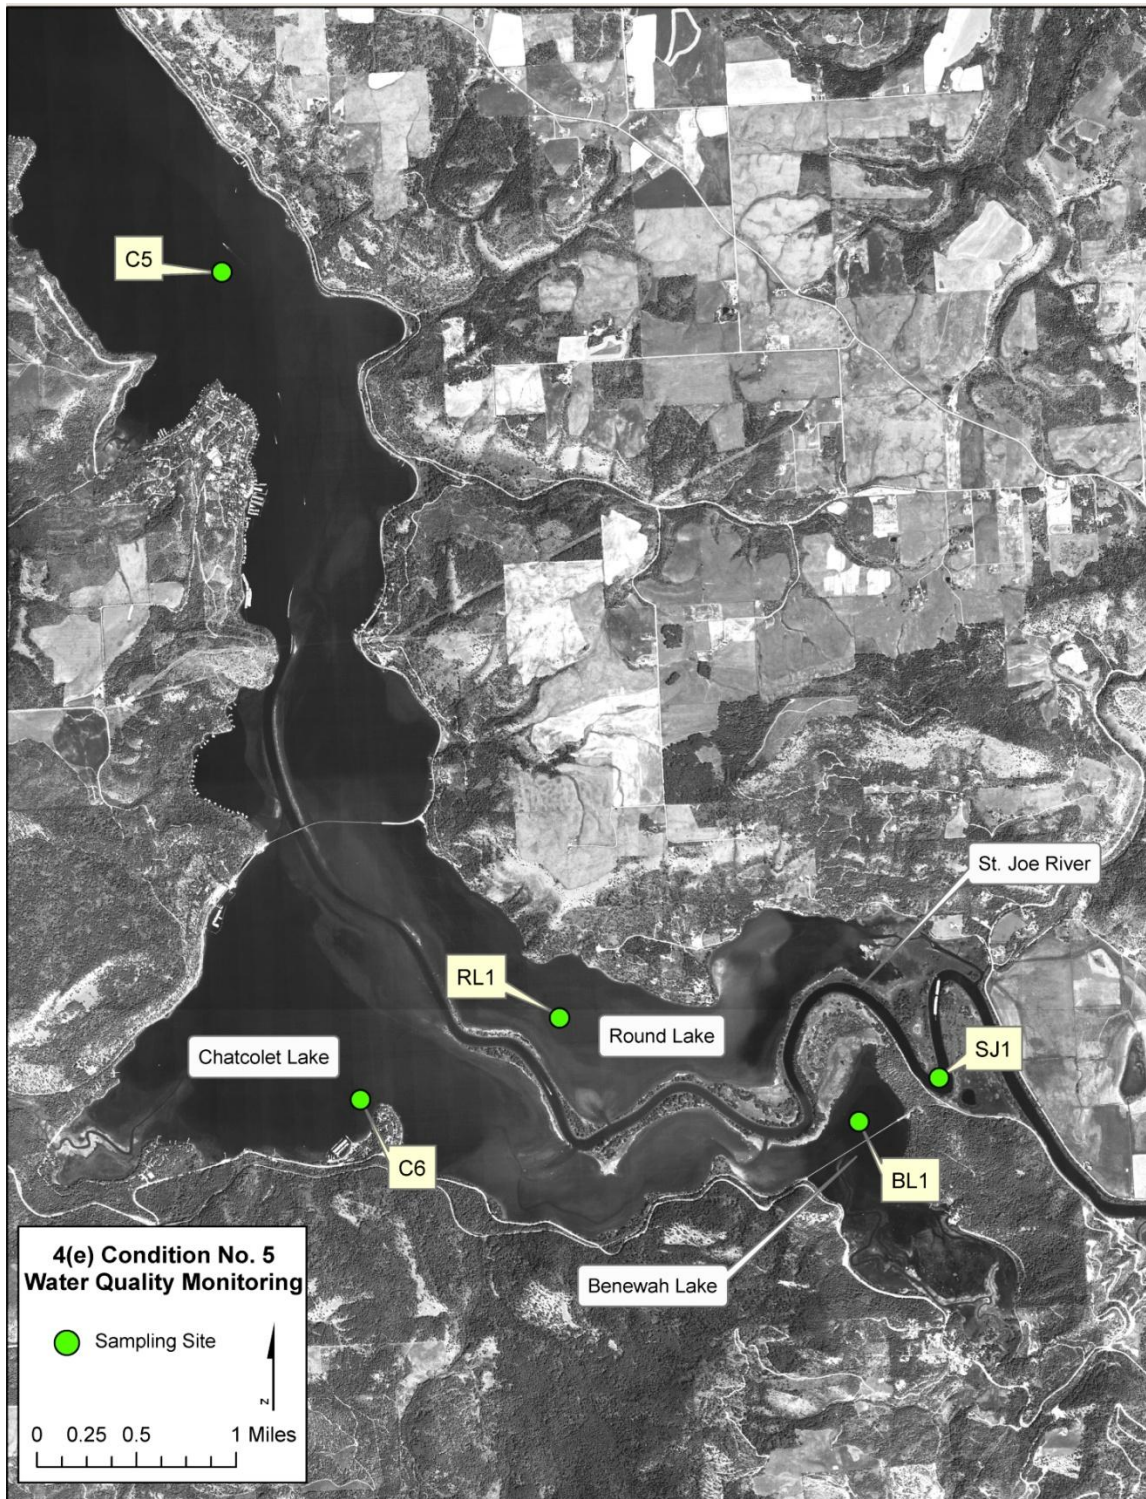 C5
St. Joe River
RL1
Round Lake
SJ1
Chatcolet Lake
C6
BL1
Benewah Lake
4(e) Condition No. 5
Water Quality Monitoring
Sampling Site
N
0 0.25 0.5 1 Miles